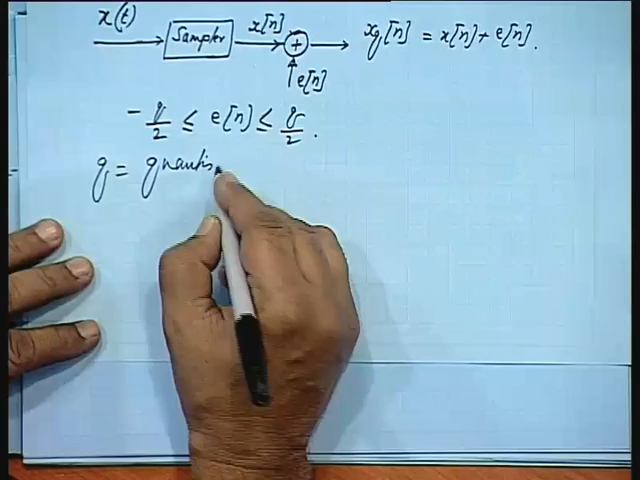 x(t) Sampler x[n] + xq[n] = x[n] + e[n].
e[n]
-q/2 ≤ e[n] ≤ q/2.
q = quantis